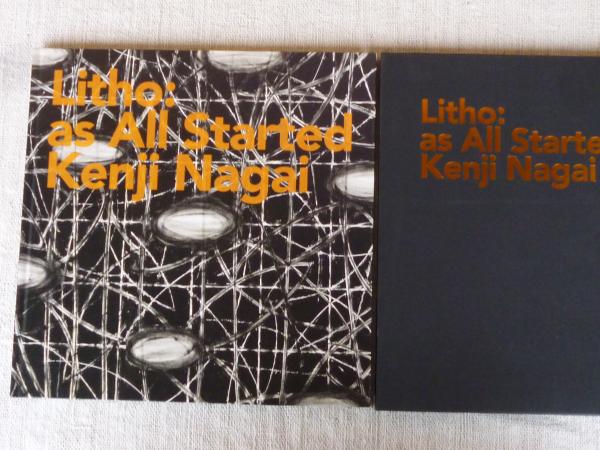 Litho:
as All Started
Kenji Nagai
Litho:
as All Starte
Kenji Nagai